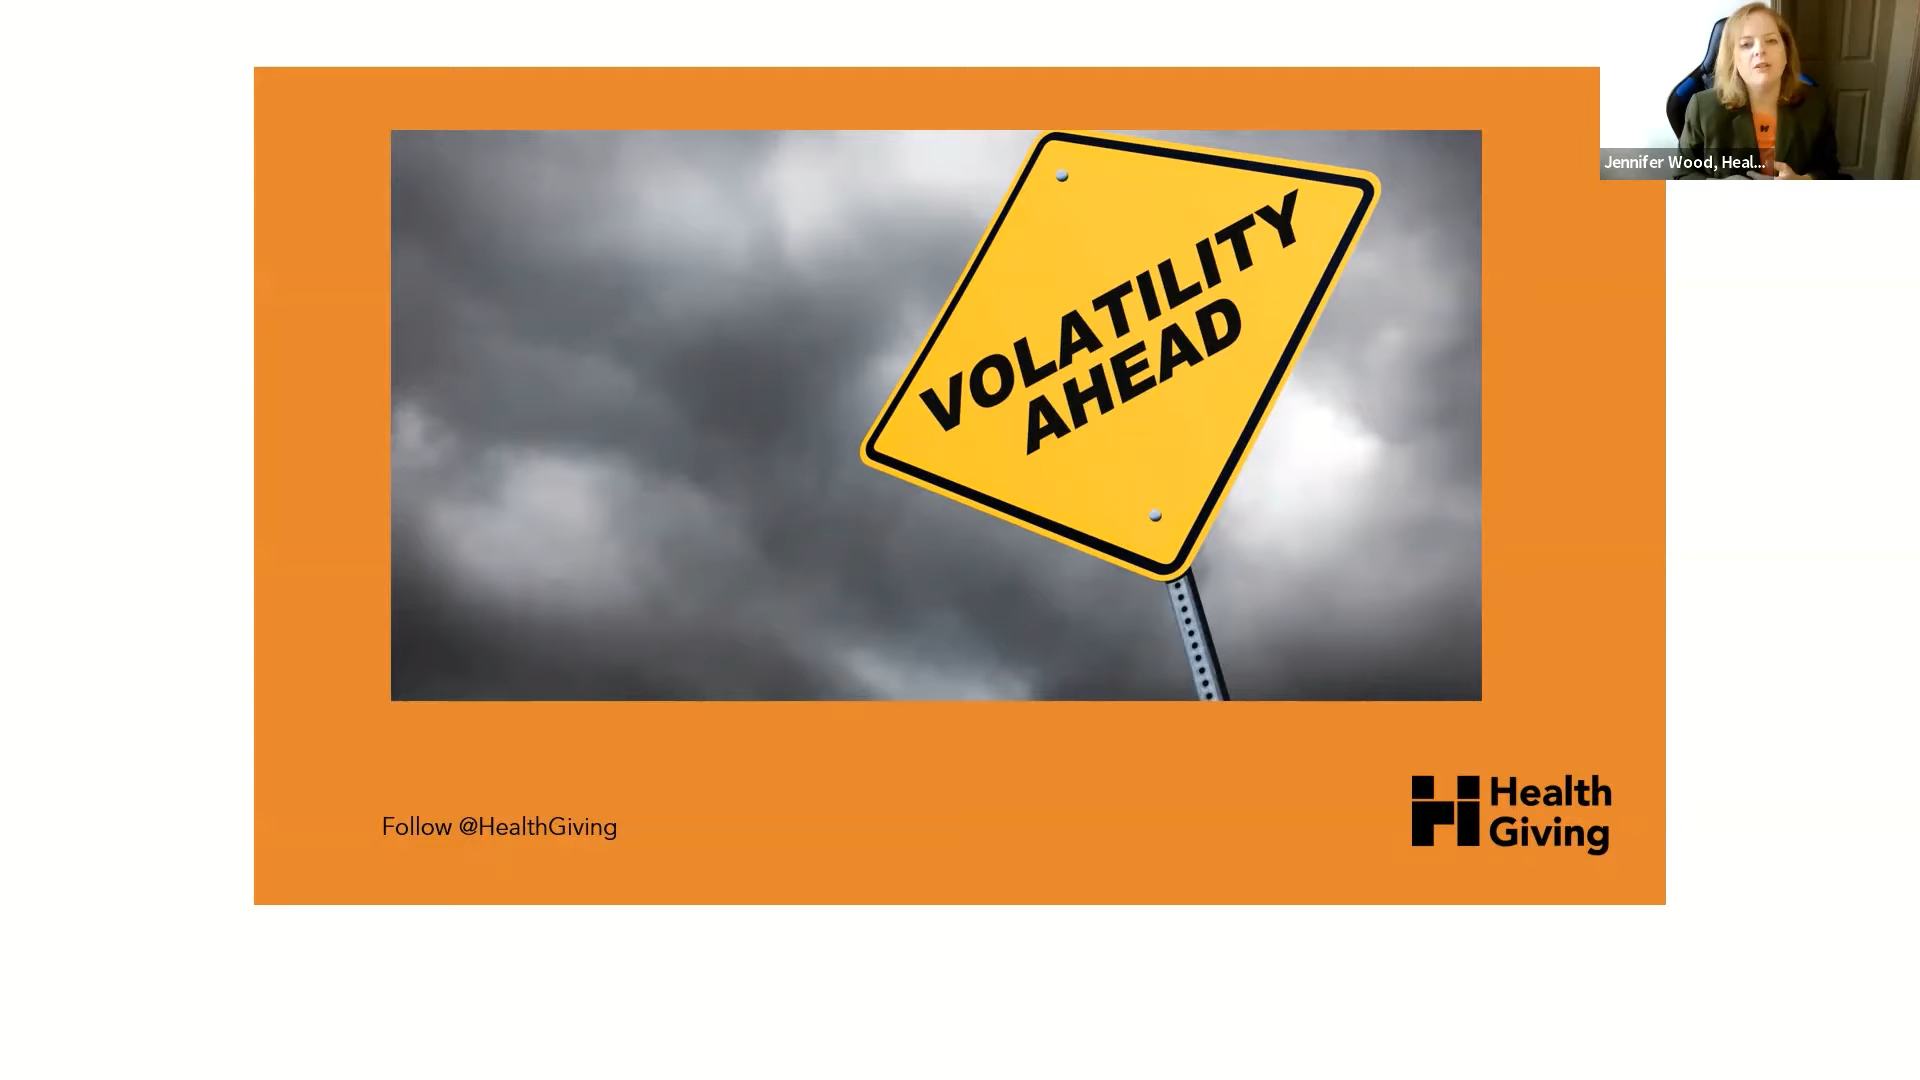 Jennifer Wood, Heal...
VOLATILITY
AHEAD
Follow @HealthGiving
Health
Giving